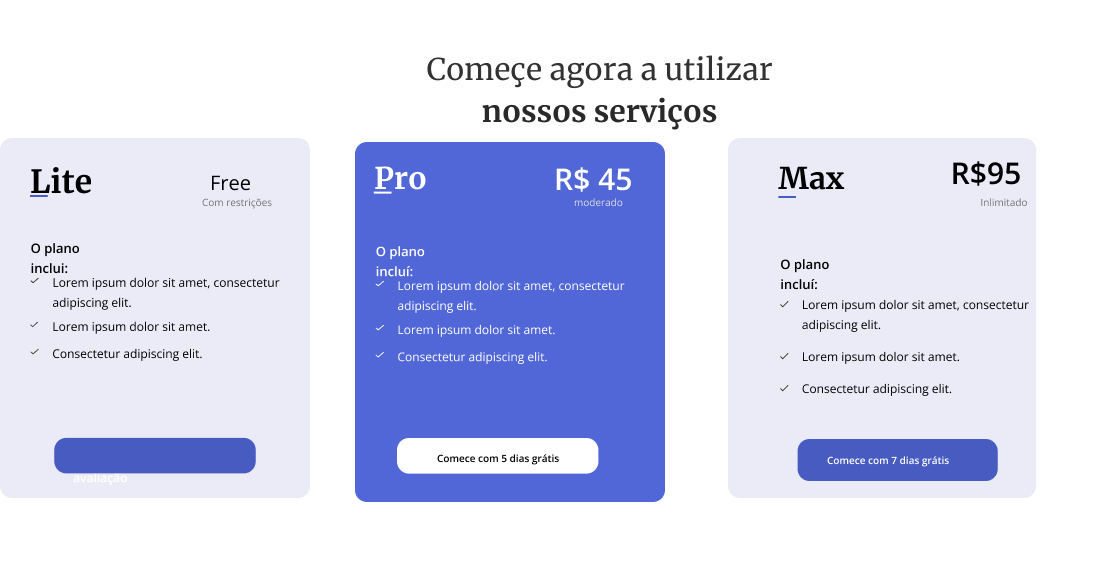 Começe agora a utilizar
nossos serviços
Lite
Free
Com restrições
O plano
inclui:
Lorem ipsum dolor sit amet, consectetur
adipiscing elit.
Lorem ipsum dolor sit amet.
Consectetur adipiscing elit.
avaliação
Pro
R$ 45
moderado
O plano
incluí:
Lorem ipsum dolor sit amet, consectetur
adipiscing elit.
Lorem ipsum dolor sit amet.
Consectetur adipiscing elit.
Comece com 5 dias grátis
Max
R$95
Inlimitado
O plano
incluí:
Lorem ipsum dolor sit amet, consectetur
adipiscing elit.
Lorem ipsum dolor sit amet.
Consectetur adipiscing elit.
Comece com 7 dias grátis